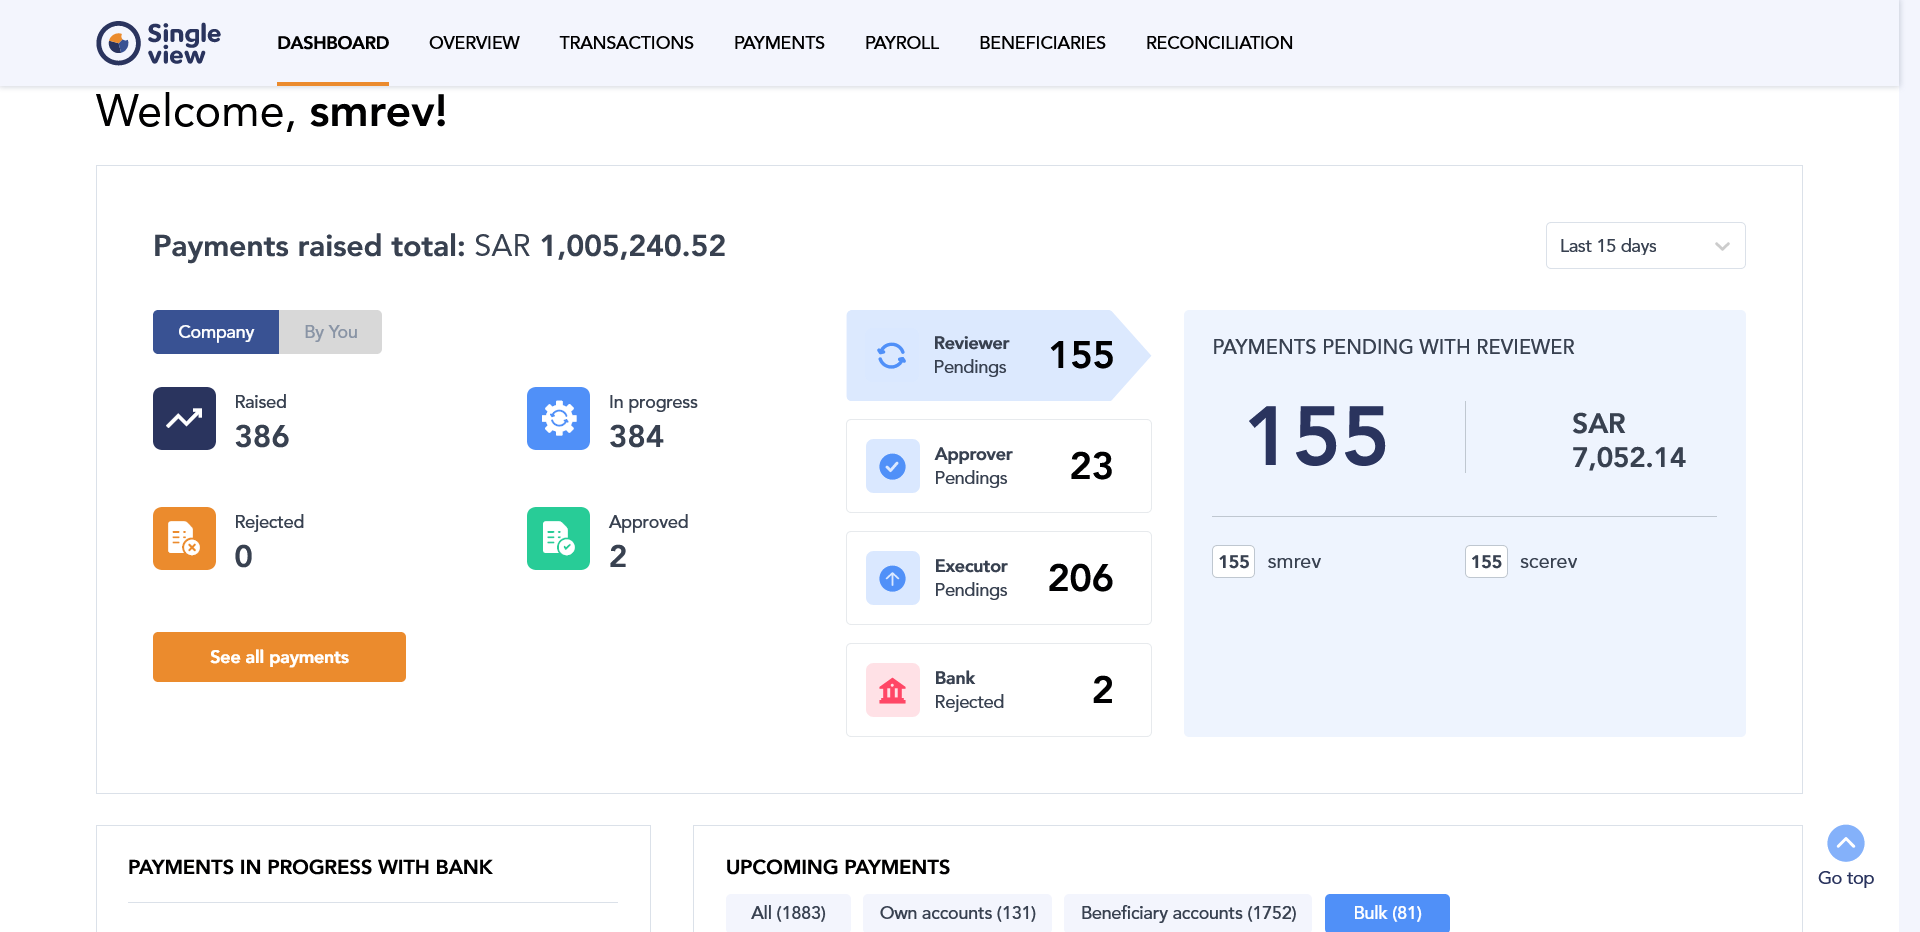 Single
view
DASHBOARD
OVERVIEW
TRANSACTIONS
PAYMENTS
PAYROLL
BENEFICIARIES
RECONCILIATION
Welcome, smrev!
Payments raised total: SAR 1,005,240.52
Last 15 days
Company
By You
Raised
386
In progress
384
Rejected
0
Approved
2
See all payments
Reviewer
Pendings
155
Approver
Pendings
23
Executor
Pendings
206
Bank
Rejected
2
PAYMENTS PENDING WITH REVIEWER
155
SAR
7,052.14
155 smrev
155 scerev
PAYMENTS IN PROGRESS WITH BANK
UPCOMING PAYMENTS
All (1883)
Own accounts (131)
Beneficiary accounts (1752)
Bulk (81)
Go top